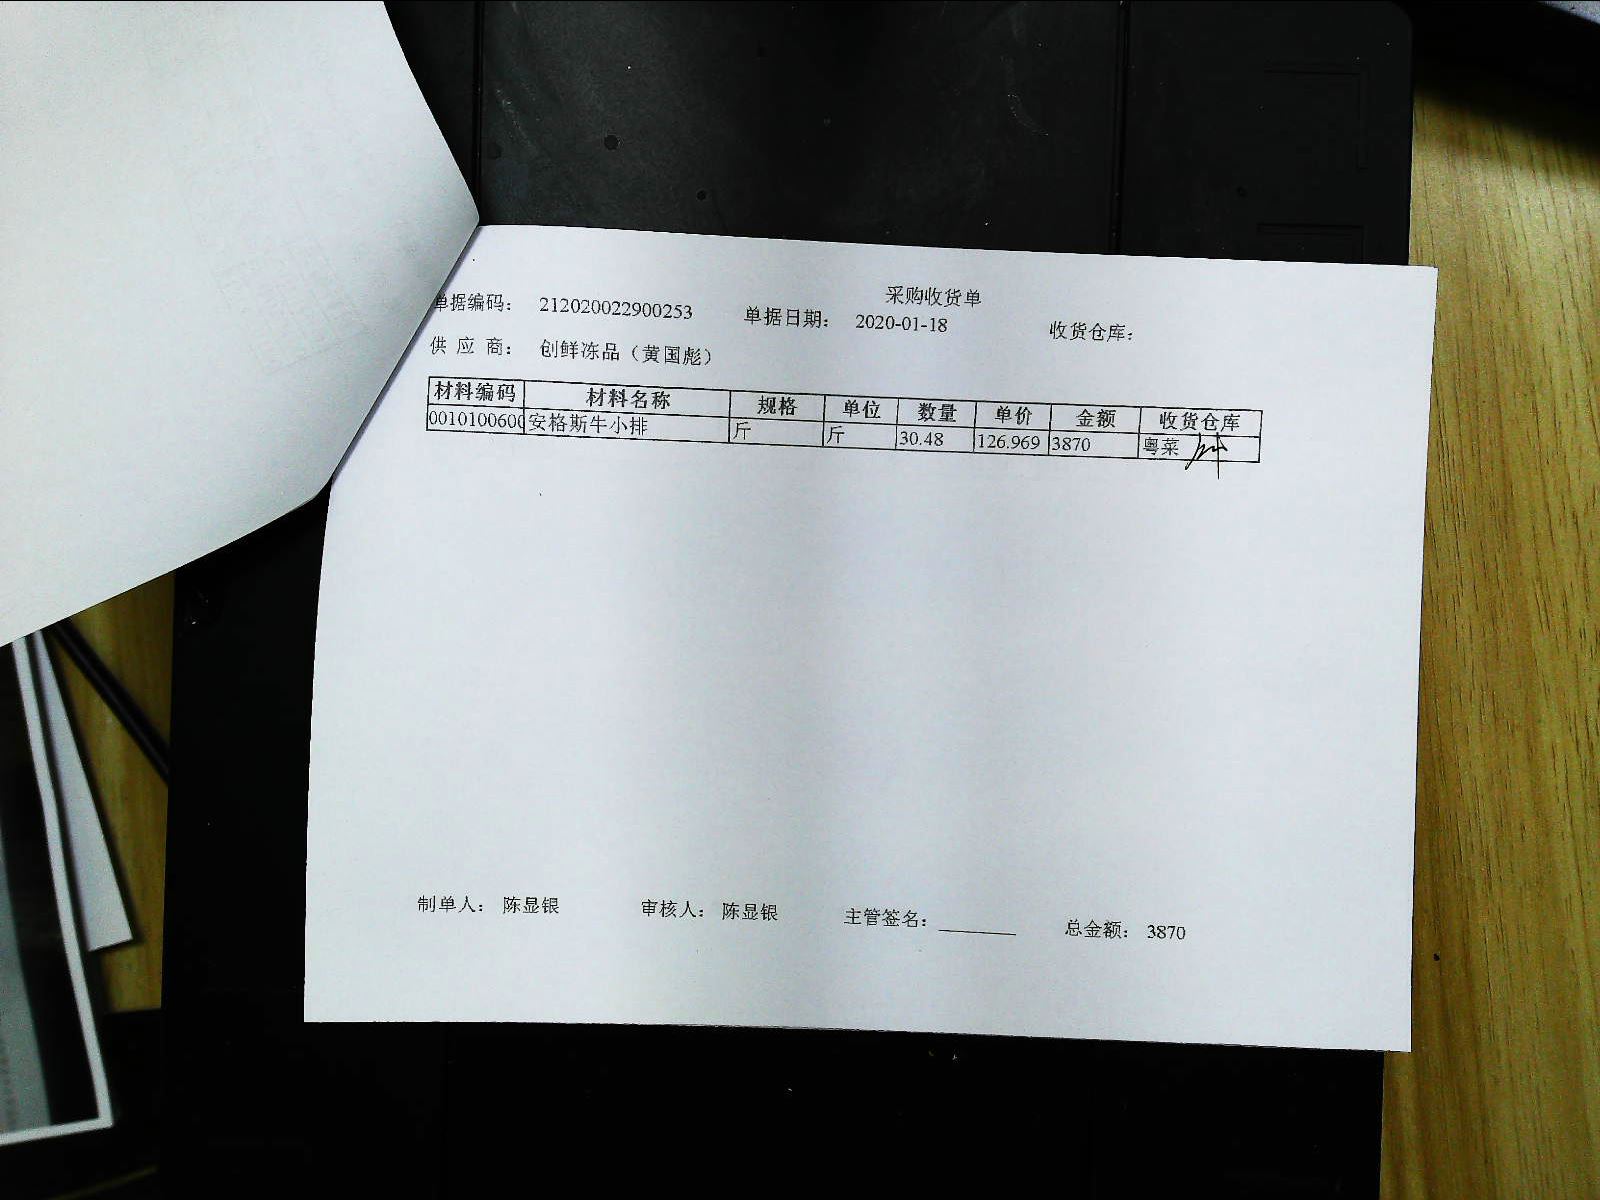 采购收货单
单据编码： 212020022900253 单据日期： 2020-01-18 收货仓库：
供 应 商： 创鲜冻品（黄国彪）
材料编码 材料名称 规格 单位 数量 单价 金额 收货仓库
0010100600 安格斯牛小排 斤 斤 30.48 126.969 3870 粤菜
制单人： 陈显银 审核人： 陈显银 主管签名： ________ 总金额： 3870